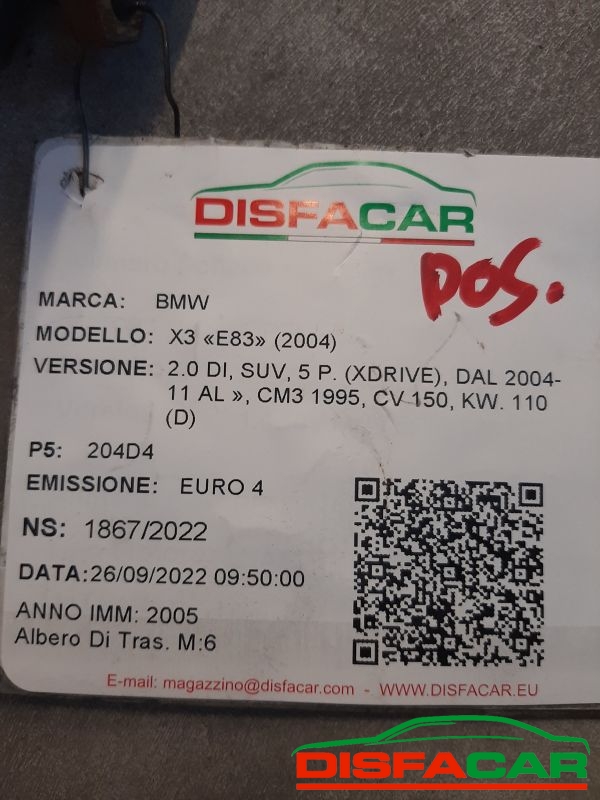 DISFACAR
POS.
MARCA: BMW
MODELLO: X3 «E83» (2004)
VERSIONE: 2.0 DI, SUV, 5 P. (XDRIVE), DAL 2004-
11 AL », CM3 1995, CV 150, KW. 110
(D)
P5: 204D4
EMISSIONE: EURO 4
NS: 1867/2022
DATA:26/09/2022 09:50:00
ANNO IMM: 2005
Albero Di Tras. M:6
E-mail: magazzino@disfacar.com - WWW.DISFACAR.EU
DISFACAR